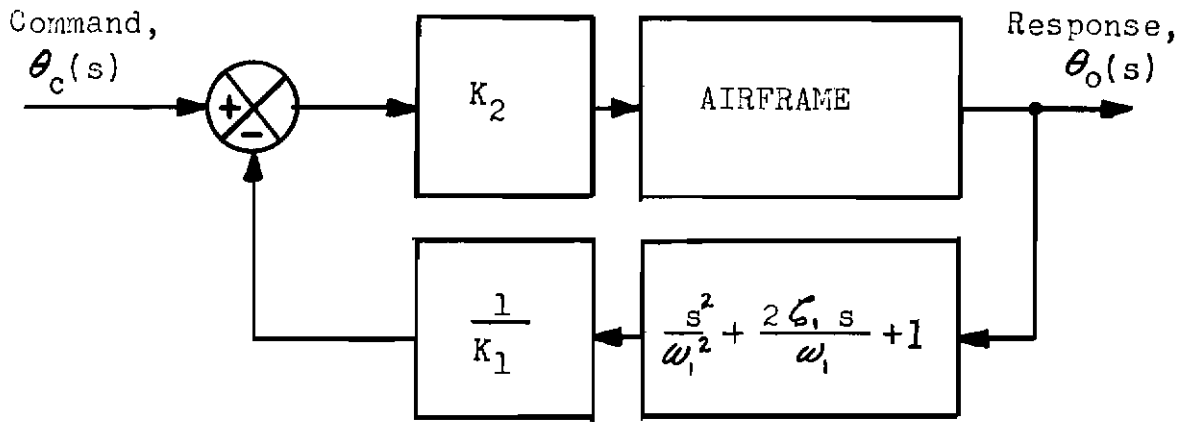 Command,
θc(s)
Response,
θo(s)
+
−
K2
AIRFRAME
1
K1
s²/ω₁² + 2ζ₁ s/ω₁ + 1